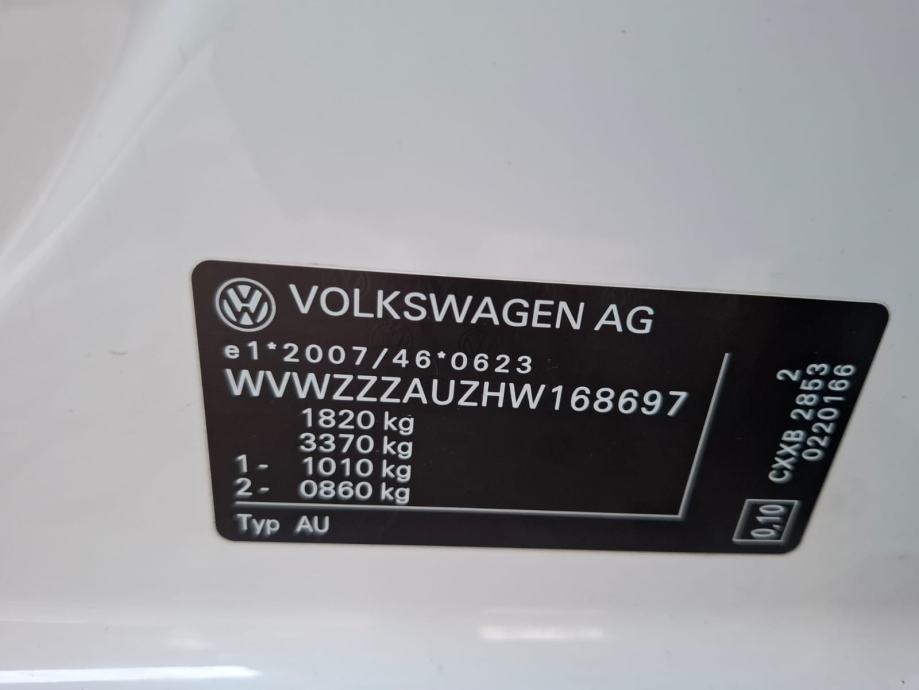 VOLKSWAGEN AG
e1*2007/46*0623
WVWZZZAUZHW168697
1820 kg
3370 kg
1- 1010 kg
2- 0860 kg
Typ AU
2
CXXB 2853
0220166
0,10